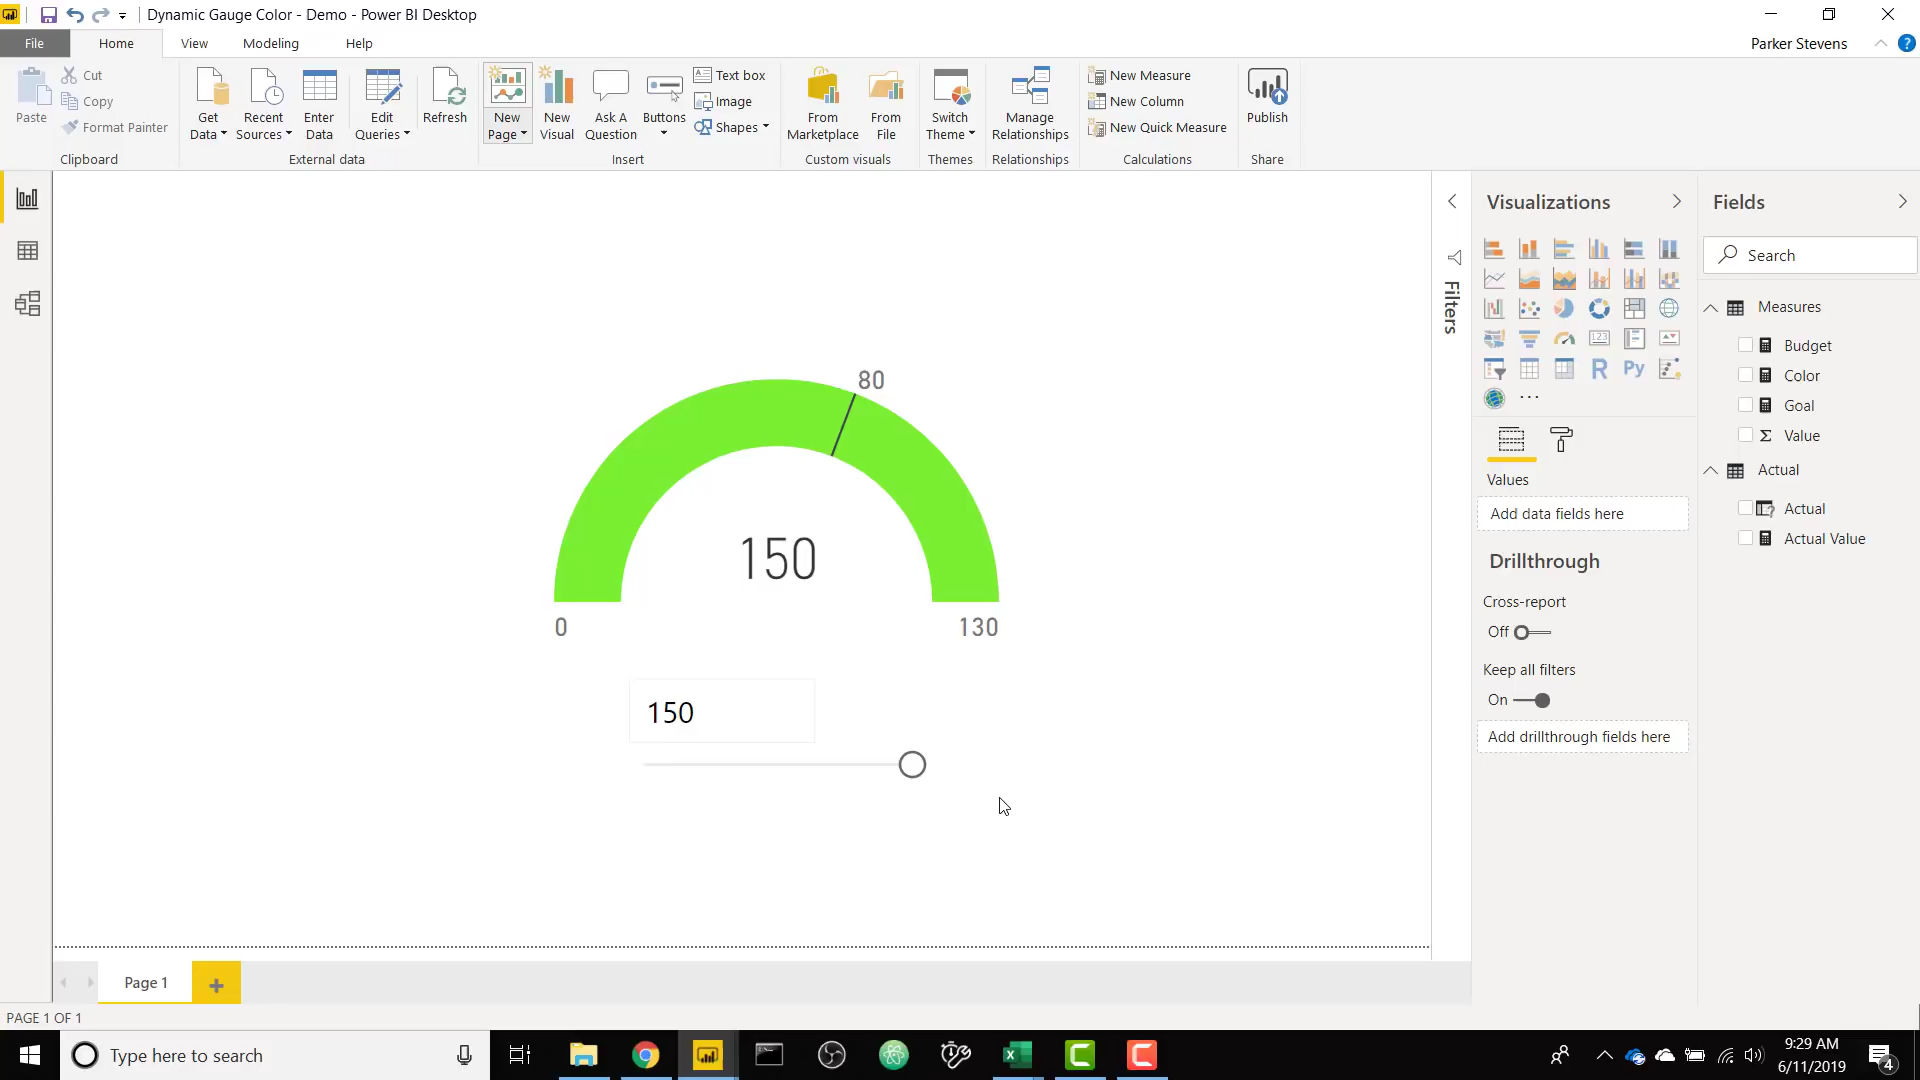 Dynamic Gauge Color - Demo - Power BI Desktop
File Home View Modeling Help
Parker Stevens
Paste
Cut
Copy
Format Painter
Clipboard
Get Data
Recent Sources
Enter Data
Edit Queries
Refresh
External data
New Page
New Visual
Ask A Question
Buttons
Text box
Image
Shapes
Insert
From Marketplace
From File
Custom visuals
Switch Theme
Themes
Manage Relationships
Relationships
New Measure
New Column
New Quick Measure
Calculations
Publish
Share
80
150
0
130
150
Filters
Visualizations
123
R
Py
Values
Add data fields here
Drillthrough
Cross-report
Off
Keep all filters
On
Add drillthrough fields here
Fields
Search
Measures
Budget
Color
Goal
Value
Actual
Actual
Actual Value
Page 1
PAGE 1 OF 1
Type here to search
9:29 AM
6/11/2019
4